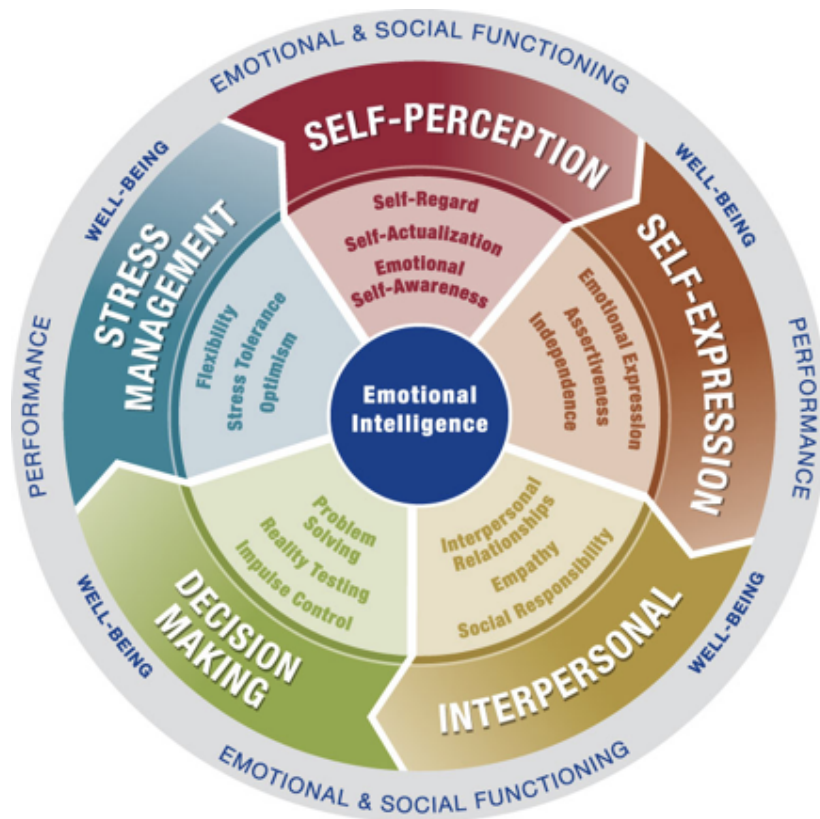 EMOTIONAL & SOCIAL FUNCTIONING
WELL-BEING
WELL-BEING
PERFORMANCE
PERFORMANCE
WELL-BEING
WELL-BEING
EMOTIONAL & SOCIAL FUNCTIONING
SELF-PERCEPTION
Self-Regard
Self-Actualization
Emotional
Self-Awareness
SELF-EXPRESSION
Emotional Expression
Assertiveness
Independence
INTERPERSONAL
Interpersonal
Relationships
Empathy
Social Responsibility
DECISION
MAKING
Problem
Solving
Reality Testing
Impulse Control
STRESS
MANAGEMENT
Flexibility
Stress Tolerance
Optimism
Emotional
Intelligence